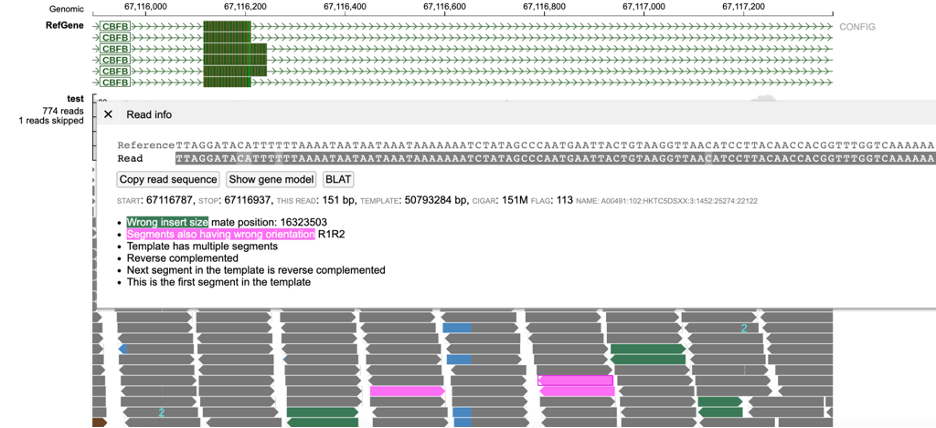 Genomic
67,116,000 67,116,200 67,116,400 67,116,600 67,116,800 67,117,000 67,117,200
RefGene CBFB CONFIG
CBFB
CBFB
CBFB
CBFB
CBFB
test
774 reads
1 reads skipped
✕ Read info
Reference TTAGGATACATTTTTTAAAATAATAATAAATAAAAAAATCTATAGCCCAATGAATTACTGTAAGGTTAACATCCTTACAACCACGGTTTGGTCAAAAAA
Read TTAGGATACATTTTTTAAAATAATAATAAATAAAAAAATCTATAGCCCAATGAATTACTGTAAGGTTAACATCCTTACAACCACGGTTTGGTCAAAAAA
Copy read sequence Show gene model BLAT
START: 67116787, STOP: 67116937, THIS READ: 151 bp, TEMPLATE: 50793284 bp, CIGAR: 151M FLAG: 113 NAME: A00491:102:HKTC5DSXX:3:1452:25274:22122
• Wrong insert size mate position: 16323503
• Segments also having wrong orientation R1R2
• Template has multiple segments
• Reverse complemented
• Next segment in the template is reverse complemented
• This is the first segment in the template
2
2